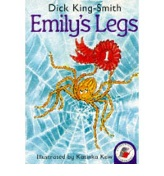 Dick King-Smith
Emily's Legs
1
Illustrated by Katinka Kew